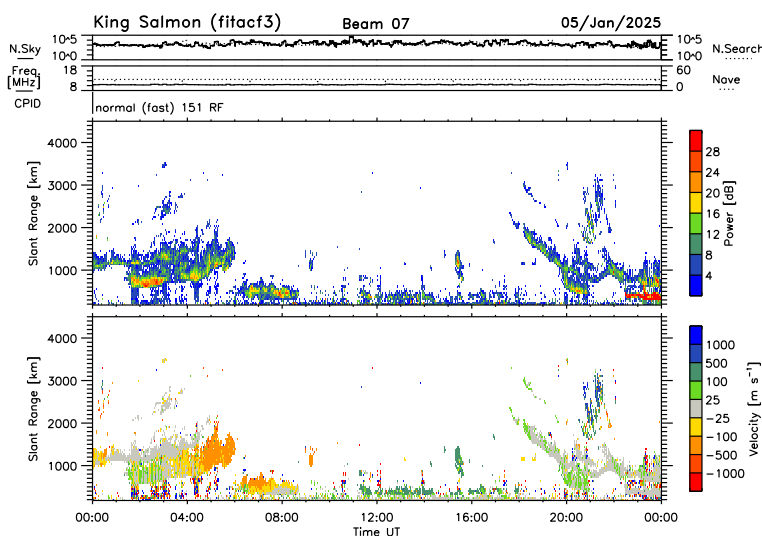 King Salmon (fitacf3) Beam 07 05/Jan/2025
N.Sky 10^5 10^0 10^5 10^0 N.Search
Freq. [MHz] 18 8 60 0 Nave
CPID normal (fast) 151 RF
Slant Range [km] 4000 3000 2000 1000
Power [dB] 28 24 20 16 12 8 4
Slant Range [km] 4000 3000 2000 1000
Velocity [m s⁻¹] 1000 500 100 25 -25 -100 -500 -1000
00:00 04:00 08:00 12:00 16:00 20:00 00:00
Time UT